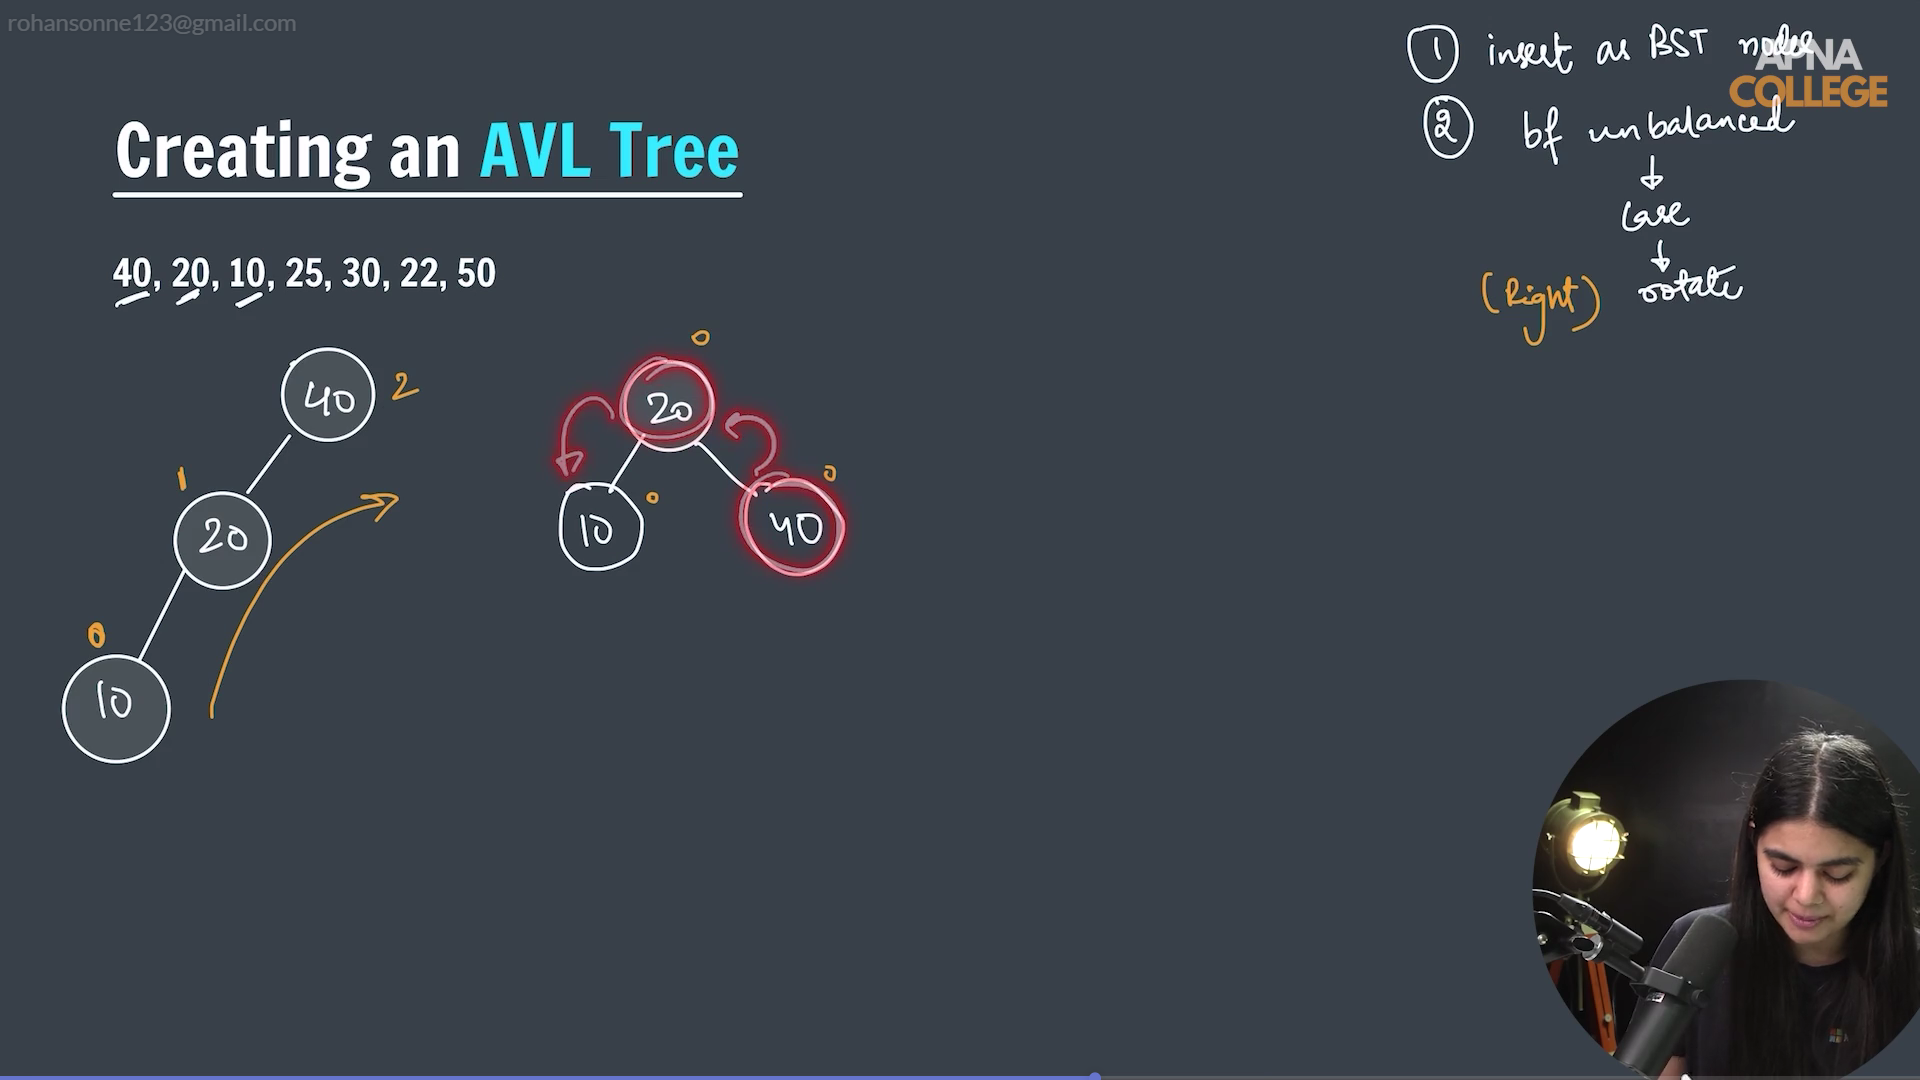 rohansonne123@gmail.com
① insert as BST nodes
APNA
COLLEGE
② bf unbalanced
Creating an AVL Tree
case
40, 20, 10, 25, 30, 22, 50
(Right) rotate
0
40 2
20
1
0
20
0
10
40
0
10